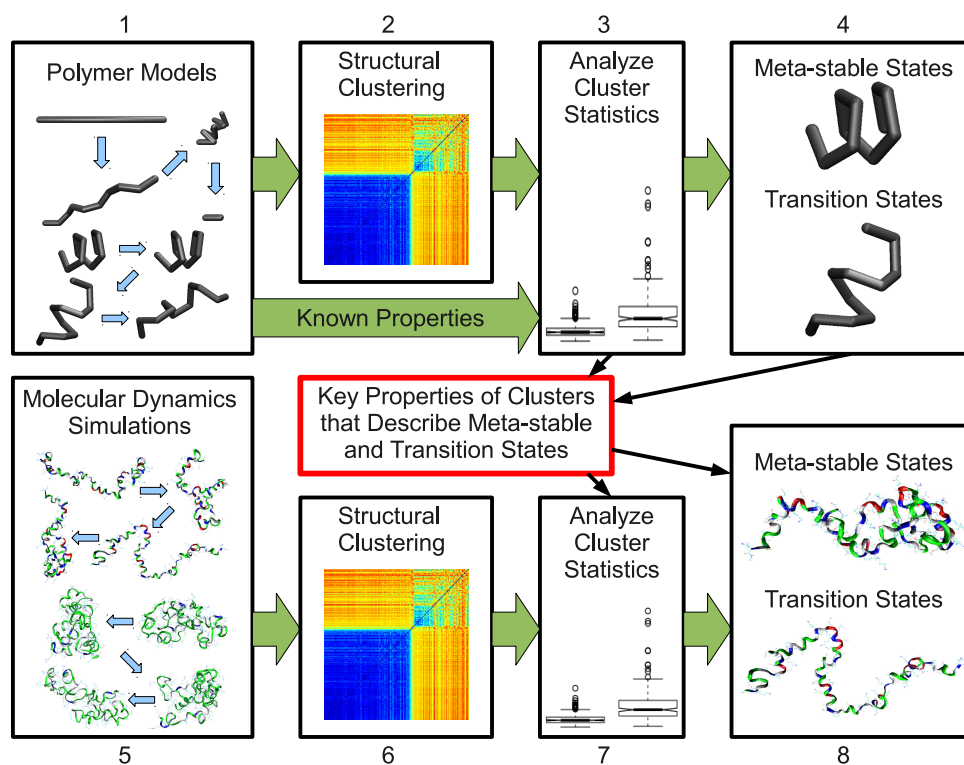 1
2
3
4
Polymer Models
Structural
Clustering
Analyze
Cluster
Statistics
Meta-stable States
Transition States
Known Properties
Key Properties of Clusters
that Describe Meta-stable
and Transition States
Molecular Dynamics
Simulations
Structural
Clustering
Analyze
Cluster
Statistics
Meta-stable States
Transition States
5
6
7
8